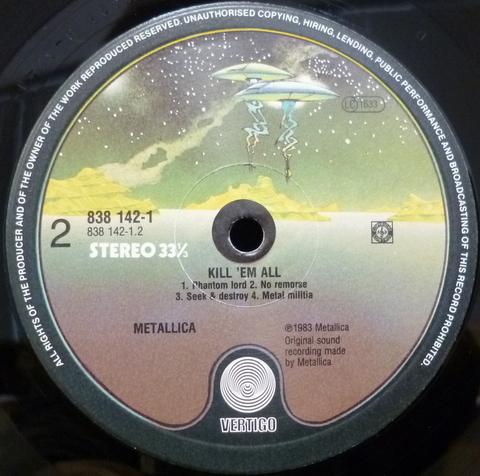 ALL RIGHTS OF THE PRODUCER AND OF THE OWNER OF THE WORK REPRODUCED RESERVED. UNAUTHORISED COPYING, HIRING, LENDING, PUBLIC PERFORMANCE AND BROADCASTING OF THIS RECORD PROHIBITED.
LC 1633
2
838 142-1
838 142-1.2
STEREO 33⅓
KILL 'EM ALL
1. Phantom lord 2. No remorse
3. Seek & destroy 4. Metal militia
METALLICA
℗1983 Metallica
Original sound
recording made
by Metallica
VERTIGO